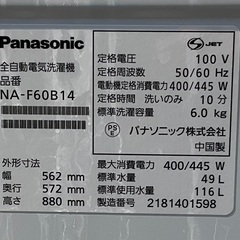 Panasonic
全自動電気洗濯機
品番
NA-F60B14
外形寸法
幅 562 mm
奥行 572 mm
高さ 880 mm
S JET
定格電圧 100 V
定格周波数 50/60 Hz
電動機定格消費電力 400/445 W
定格時間 洗いのみ 10分
標準洗濯容量 6.0 kg
PS E パナソニック株式会社
中国製
最大消費電力 400/445 W
標準水量 49 L
標準使用水量 116 L
製造番号 2181401598